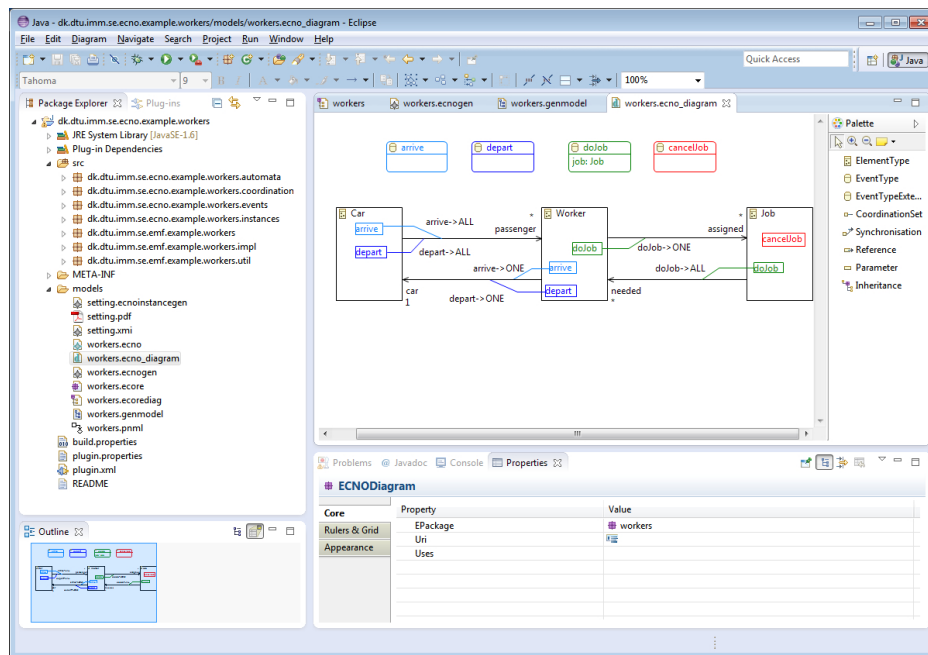 Java - dk.dtu.imm.se.ecno.example.workers/models/workers.ecno_diagram - Eclipse
File Edit Diagram Navigate Search Project Run Window Help
Quick Access
Java
Tahoma 9 B I A 100%
Package Explorer Plug-ins
dk.dtu.imm.se.ecno.example.workers
JRE System Library [JavaSE-1.6]
Plug-in Dependencies
src
dk.dtu.imm.se.ecno.example.workers.automata
dk.dtu.imm.se.ecno.example.workers.coordination
dk.dtu.imm.se.ecno.example.workers.events
dk.dtu.imm.se.ecno.example.workers.instances
dk.dtu.imm.se.emf.example.workers
dk.dtu.imm.se.emf.example.workers.impl
dk.dtu.imm.se.emf.example.workers.util
META-INF
models
setting.ecnoinstancegen
setting.pdf
setting.xmi
workers.ecno
workers.ecno_diagram
workers.ecnogen
workers.ecore
workers.ecorediag
workers.genmodel
workers.pnml
build.properties
plugin.properties
plugin.xml
README
Outline
workers workers.ecnogen workers.genmodel workers.ecno_diagram
arrive depart doJob cancelJob
job: Job
Car Worker Job
arrive arrive->ALL * passenger
depart depart->ALL
doJob doJob->ONE * assigned
cancelJob
arrive->ONE arrive doJob->ALL doJob
depart->ONE depart
car needed
1 *
Palette
ElementType
EventType
EventTypeExte...
CoordinationSet
Synchronisation
Reference
Parameter
Inheritance
Problems Javadoc Console Properties
ECNODiagram
Core
Rulers & Grid
Appearance
Property Value
EPackage workers
Uri
Uses